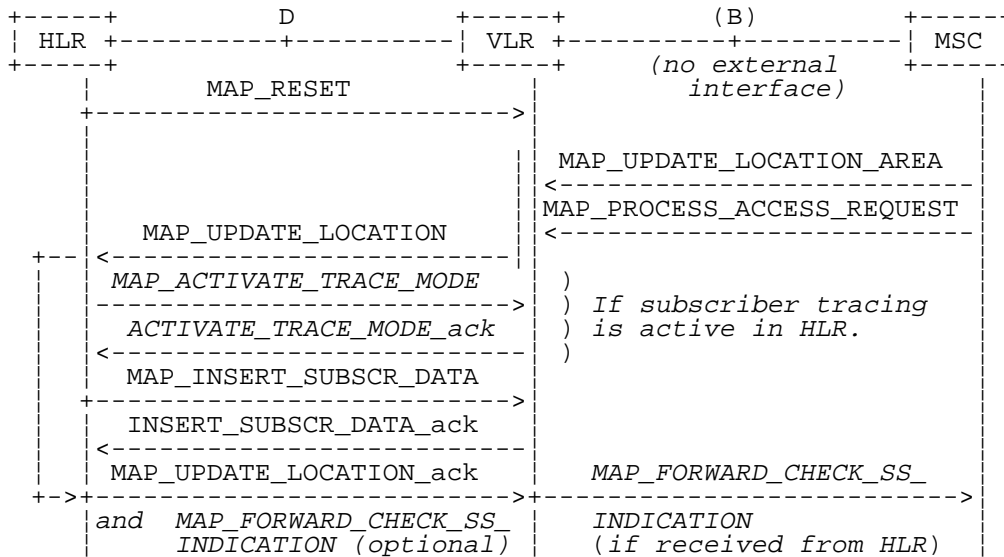 D (B)
HLR VLR MSC
(no external
MAP_RESET interface)
MAP_UPDATE_LOCATION_AREA
MAP_PROCESS_ACCESS_REQUEST
MAP_UPDATE_LOCATION
MAP_ACTIVATE_TRACE_MODE )
) If subscriber tracing
ACTIVATE_TRACE_MODE_ack ) is active in HLR.
)
MAP_INSERT_SUBSCR_DATA
INSERT_SUBSCR_DATA_ack
MAP_UPDATE_LOCATION_ack MAP_FORWARD_CHECK_SS_
and MAP_FORWARD_CHECK_SS_ INDICATION
INDICATION (optional) (if received from HLR)